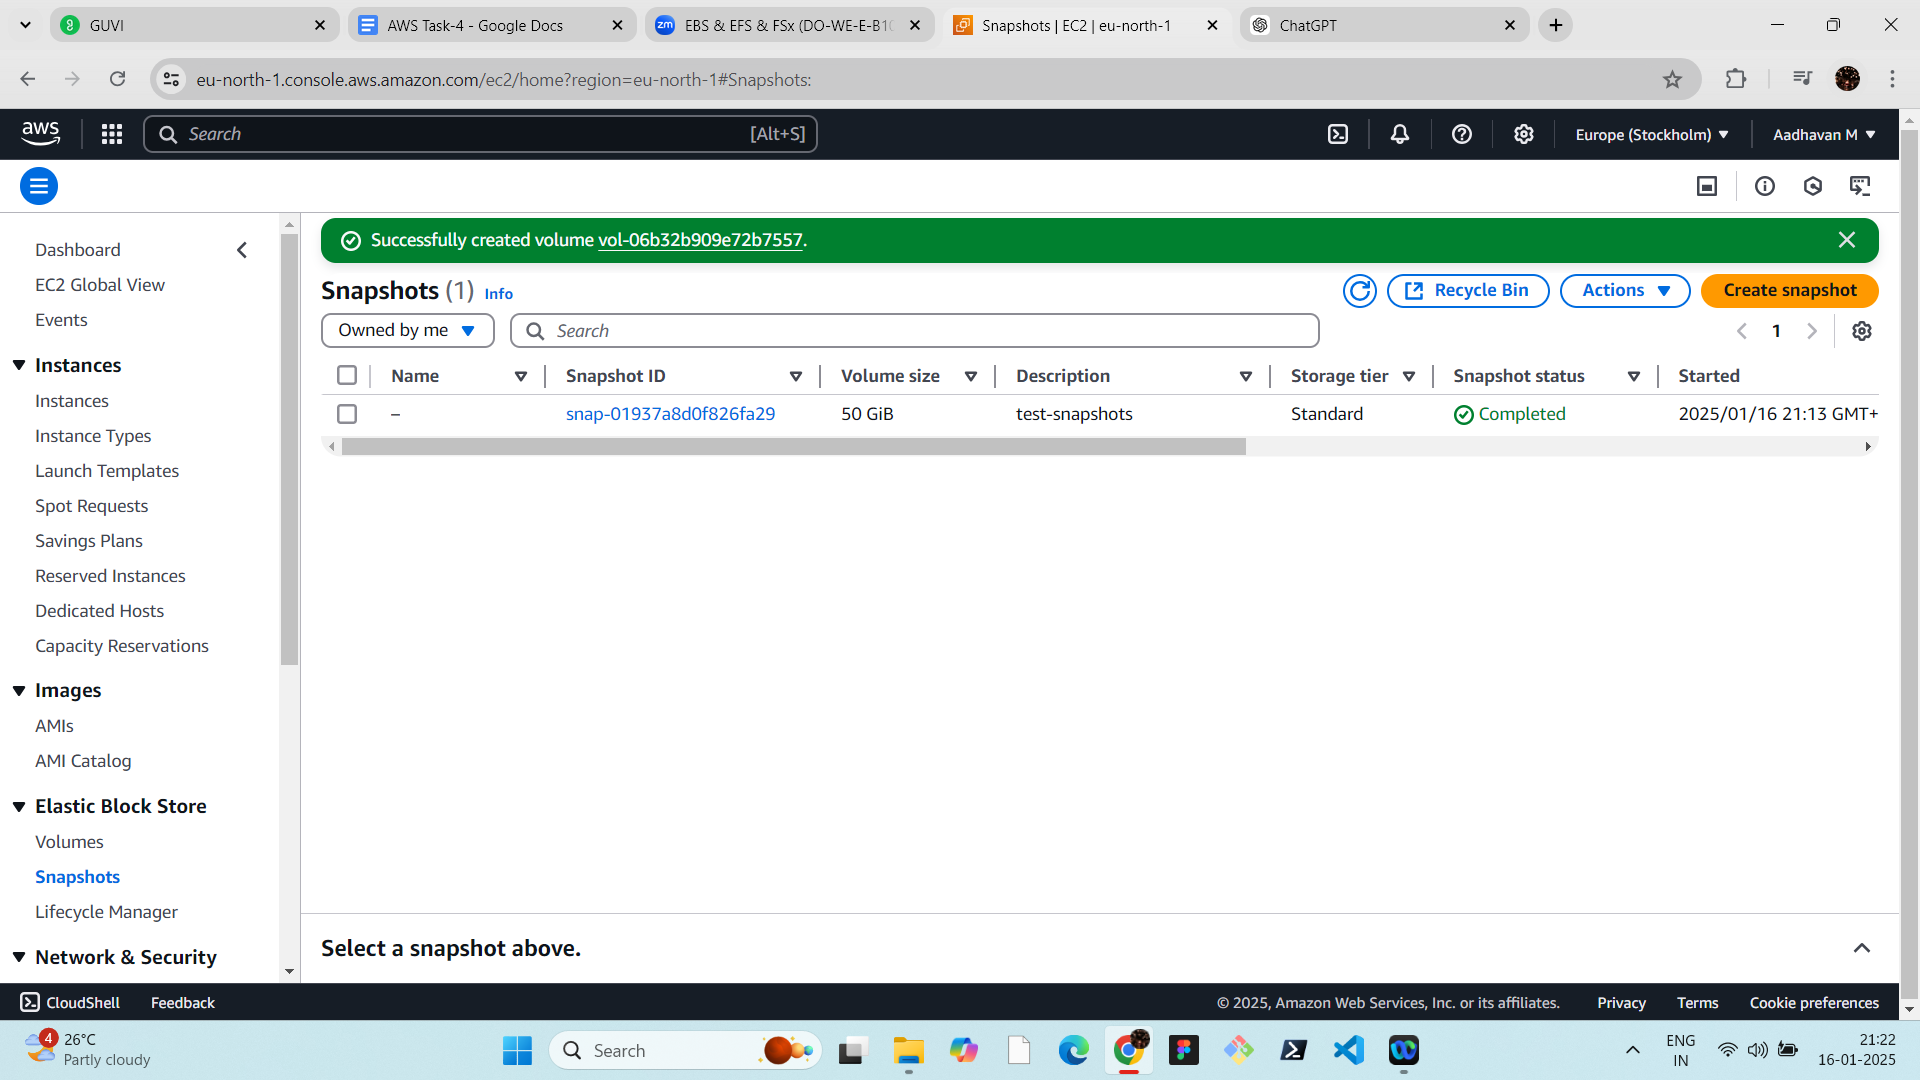 GUVI
AWS Task-4 - Google Docs
EBS & EFS & FSx (DO-WE-E-B10
Snapshots | EC2 | eu-north-1
ChatGPT
eu-north-1.console.aws.amazon.com/ec2/home?region=eu-north-1#Snapshots:
aws
Search
[Alt+S]
Europe (Stockholm)
Aadhavan M
Dashboard
EC2 Global View
Events
Instances
Instances
Instance Types
Launch Templates
Spot Requests
Savings Plans
Reserved Instances
Dedicated Hosts
Capacity Reservations
Images
AMIs
AMI Catalog
Elastic Block Store
Volumes
Snapshots
Lifecycle Manager
Network & Security
Successfully created volume vol-06b32b909e72b7557.
Snapshots (1) Info
Recycle Bin
Actions
Create snapshot
Owned by me
Search
1
Name Snapshot ID Volume size Description Storage tier Snapshot status Started
– snap-01937a8d0f826fa29 50 GiB test-snapshots Standard Completed 2025/01/16 21:13 GMT+
Select a snapshot above.
CloudShell Feedback © 2025, Amazon Web Services, Inc. or its affiliates. Privacy Terms Cookie preferences
4
26°C
Partly cloudy
Search
ENG
IN
21:22
16-01-2025